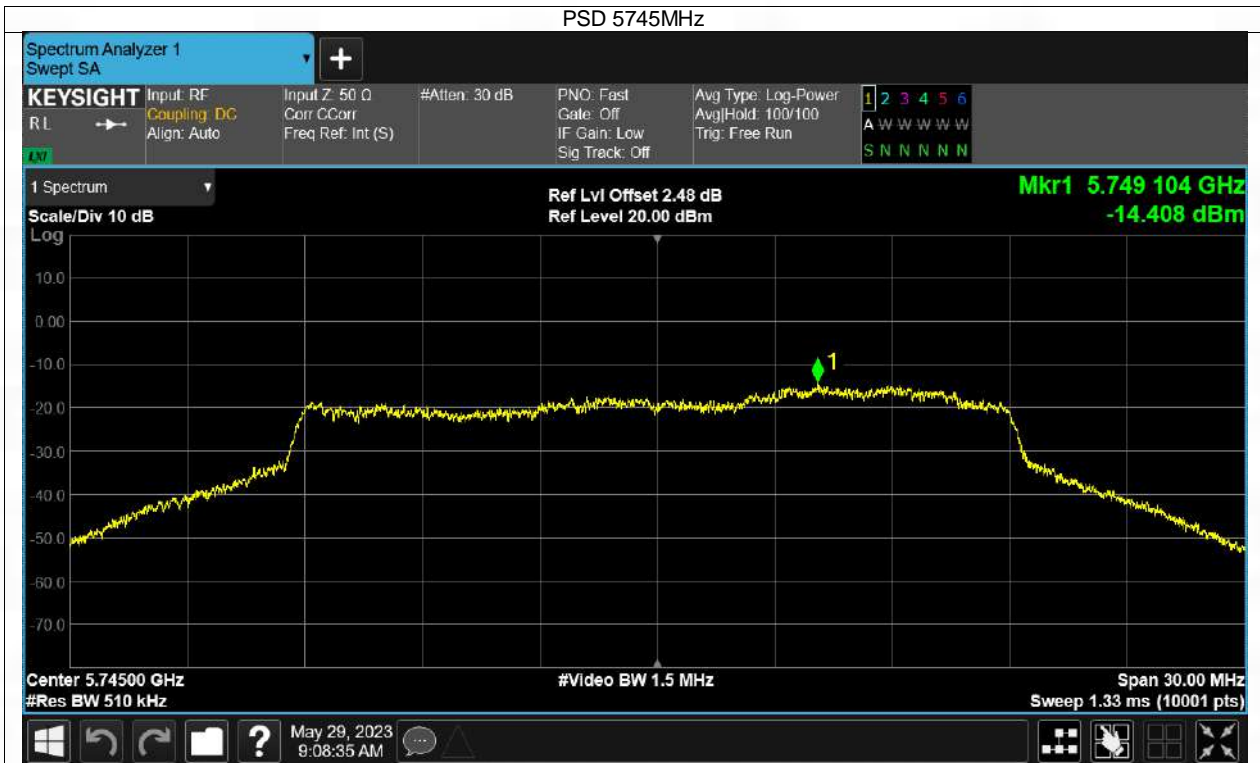 PSD 5745MHz
Spectrum Analyzer 1
Swept SA
KEYSIGHT
RL
LXI
Input: RF
Coupling: DC
Align: Auto
Input Z: 50 Ω
Corr CCorr
Freq Ref: Int (S)
#Atten: 30 dB
PNO: Fast
Gate: Off
IF Gain: Low
Sig Track: Off
Avg Type: Log-Power
Avg|Hold: 100/100
Trig: Free Run
1 2 3 4 5 6
A W W W W W
S N N N N N
1 Spectrum
Scale/Div 10 dB
Log
Ref Lvl Offset 2.48 dB
Ref Level 20.00 dBm
Mkr1 5.749 104 GHz
-14.408 dBm
10.0
0.00
-10.0
-20.0
-30.0
-40.0
-50.0
-60.0
-70.0
1
Center 5.74500 GHz
#Res BW 510 kHz
#Video BW 1.5 MHz
Span 30.00 MHz
Sweep 1.33 ms (10001 pts)
?
May 29, 2023
9:08:35 AM